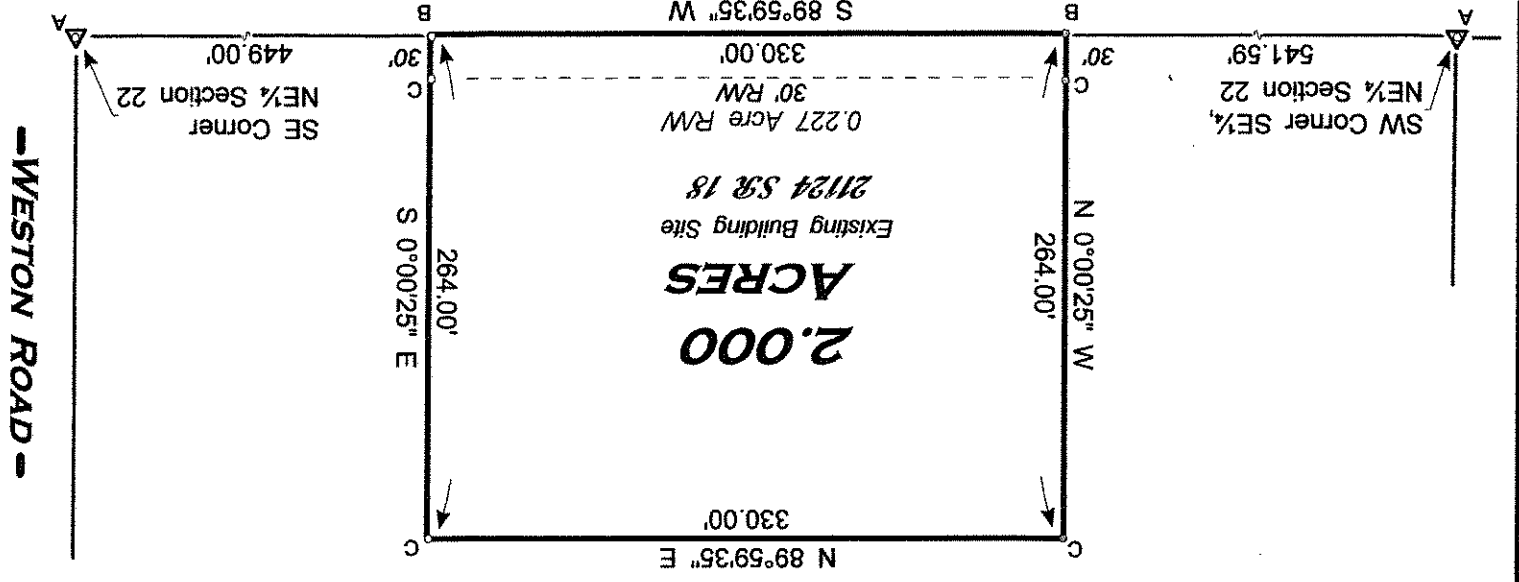 N 89°59'35" E
C
C
330.00'
2.000
ACRES
Existing Building Site
21124 SR 18
0.227 Acre R/W
30' R/W
330.00'
S 89°59'35" W
N 0°00'25" W
264.00'
264.00'
S 0°00'25" E
SW Corner SE¼,
NE¼ Section 22
541.59'
30'
C
C
30'
SE Corner
NE¼ Section 22
449.00'
A
B
B
A
-WESTON ROAD-